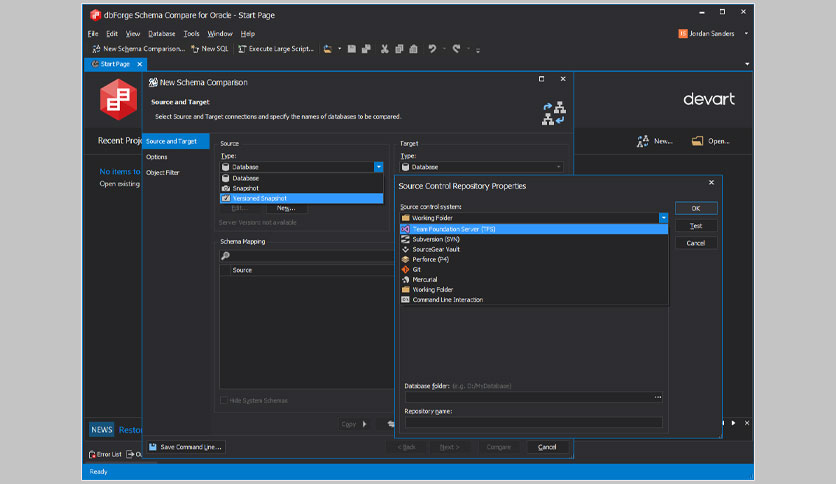 dbForge Schema Compare for Oracle - Start Page
File Edit View Database Tools Window Help
JS Jordan Sanders
New Schema Comparison... New SQL Execute Large Script...
Start Page
devart
Recent
New... Open...
No items to
Open existing
New Schema Comparison
Source and Target
Select Source and Target connections and specify the names of databases to be compared.
Source and Target
Options
Object Filter
Source
Type:
Database
Database
Snapshot
Versioned Snapshot
Edit... New...
Server Version: not available
Target
Type:
Database
Schema Mapping
Source
Hide System Schemas
Copy
Save Command Line ...
< Back Next > Compare Cancel
Source Control Repository Properties
Source control system:
Working Folder
Team Foundation Server (TFS)
Subversion (SVN)
SourceGear Vault
Perforce (P4)
Git
Mercurial
Working Folder
Command Line Interaction
OK
Test
Cancel
Database folder: (e.g. D:/MyDatabase)
Repository name:
NEWS Resto
Error List
Ready